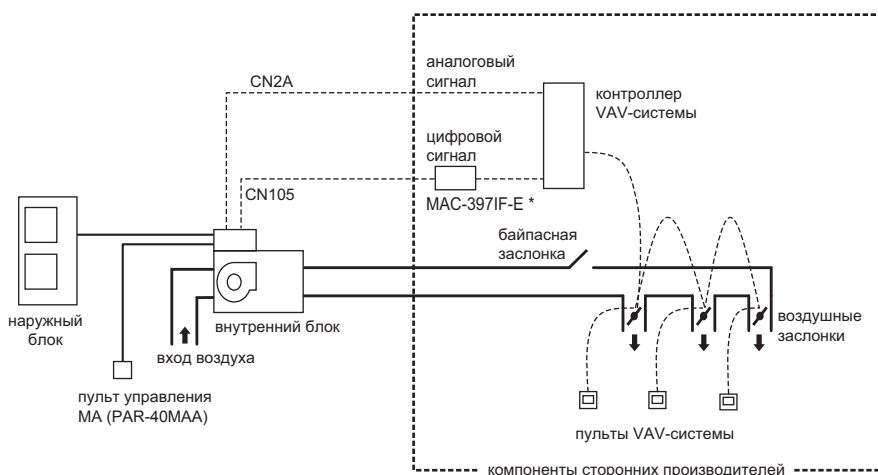 CN2A
аналоговый
сигнал
контроллер
VAV-системы
цифровой
сигнал
CN105
MAC-397IF-E *
байпасная
заслонка
наружный
блок
внутренний блок
вход воздуха
воздушные
заслонки
пульт управления
MA (PAR-40MAA)
пульты VAV-системы
компоненты сторонних производителей